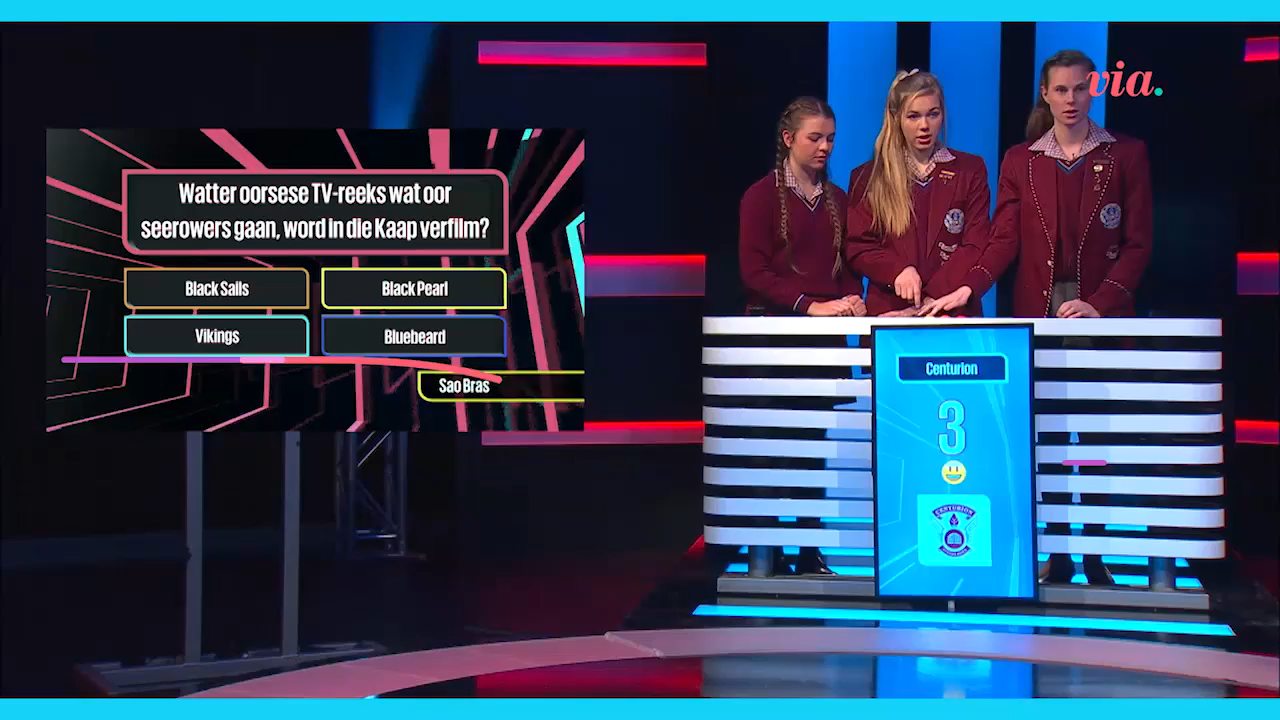 via.
Watter oorsese TV-reeks wat oor
seerowers gaan, word in die Kaap verfilm?
Black Sails
Black Pearl
Vikings
Bluebeard
Sao Bras
Centurion
3
CENTURION